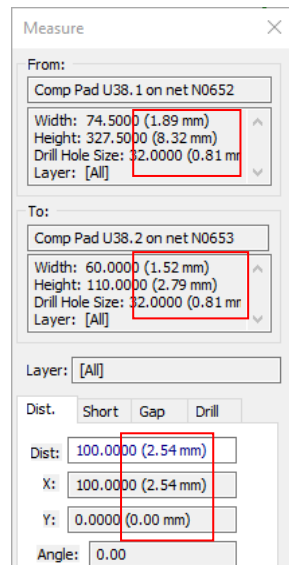 Measure
From:
Comp Pad U38.1 on net N0652
Width: 74.5000 (1.89 mm)
Height: 327.5000 (8.32 mm)
Drill Hole Size: 32.0000 (0.81 mm
Layer: [All]
To:
Comp Pad U38.2 on net N0653
Width: 60.0000 (1.52 mm)
Height: 110.0000 (2.79 mm)
Drill Hole Size: 32.0000 (0.81 mm
Layer: [All]
Layer: [All]
Dist. Short Gap Drill
Dist: 100.0000 (2.54 mm)
X: 100.0000 (2.54 mm)
Y: 0.0000 (0.00 mm)
Angle: 0.00